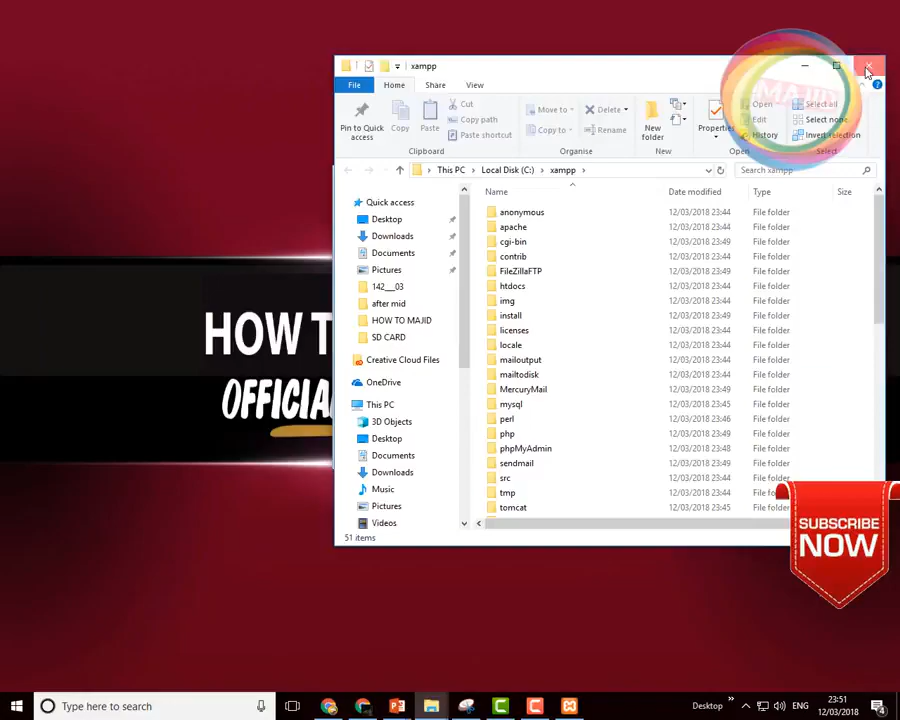 xampp
File
Home
Share
View
Pin to Quick access
Copy
Paste
Cut
Copy path
Paste shortcut
Clipboard
Move to
Copy to
Delete
Rename
Organise
New folder
New
Properties
Open
Edit
History
Open
Select all
Select none
Invert selection
Select
MAJID
This PC > Local Disk (C:) > xampp >
Search xampp
Name Date modified Type Size
Quick access
Desktop
Downloads
Documents
Pictures
142__03
after mid
HOW TO MAJID
SD CARD
Creative Cloud Files
OneDrive
This PC
3D Objects
Desktop
Documents
Downloads
Music
Pictures
Videos
anonymous 12/03/2018 23:44 File folder
apache 12/03/2018 23:44 File folder
cgi-bin 12/03/2018 23:49 File folder
contrib 12/03/2018 23:44 File folder
FileZillaFTP 12/03/2018 23:49 File folder
htdocs 12/03/2018 23:44 File folder
img 12/03/2018 23:44 File folder
install 12/03/2018 23:49 File folder
licenses 12/03/2018 23:44 File folder
locale 12/03/2018 23:44 File folder
mailoutput 12/03/2018 23:44 File folder
mailtodisk 12/03/2018 23:44 File folder
MercuryMail 12/03/2018 23:49 File folder
mysql 12/03/2018 23:45 File folder
perl 12/03/2018 23:46 File folder
php 12/03/2018 23:49 File folder
phpMyAdmin 12/03/2018 23:48 File folder
sendmail 12/03/2018 23:49 File folder
src 12/03/2018 23:44 File folder
tmp 12/03/2018 23:44 File folder
tomcat 12/03/2018 23:45 File folder
51 items
HOW T
OFFICIA
SUBSCRIBE
NOW
Type here to search
Desktop
ENG
23:51
12/03/2018
4